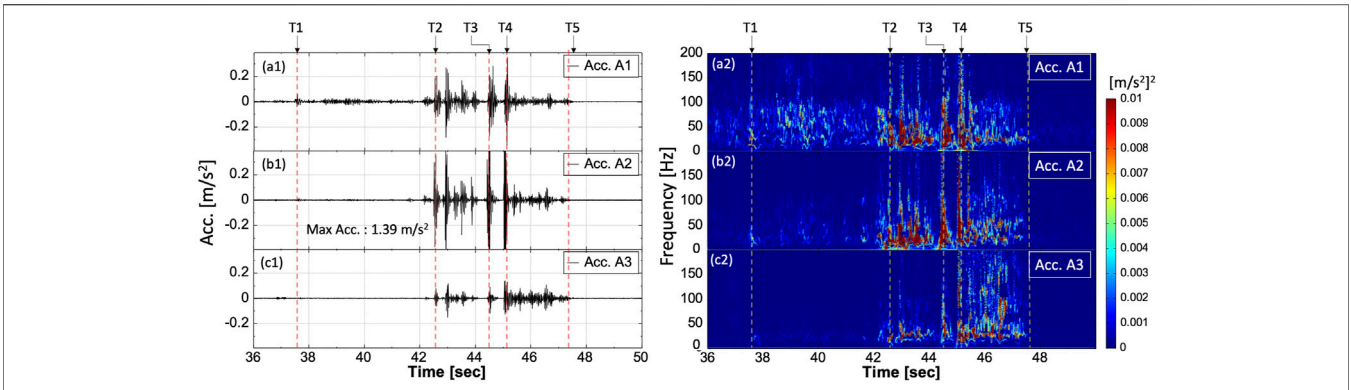 T1 T2 T3 T4 T5
(a1) Acc. A1
0.2
0
-0.2
(b1) Acc. A2
0.2
0
-0.2
Max Acc. : 1.39 m/s²
(c1) Acc. A3
0.2
0
-0.2
Acc. [m/s²]
36 38 40 42 44 46 48 50
Time [sec]
T1 T2 T3 T4 T5
200
(a2) Acc. A1
150
100
50
0
(b2) Acc. A2
150
100
50
0
(c2) Acc. A3
150
100
50
0
Frequency [Hz]
36 38 40 42 44 46 48
Time [sec]
[m/s²]²
0.01
0.009
0.008
0.007
0.006
0.005
0.004
0.003
0.002
0.001
0